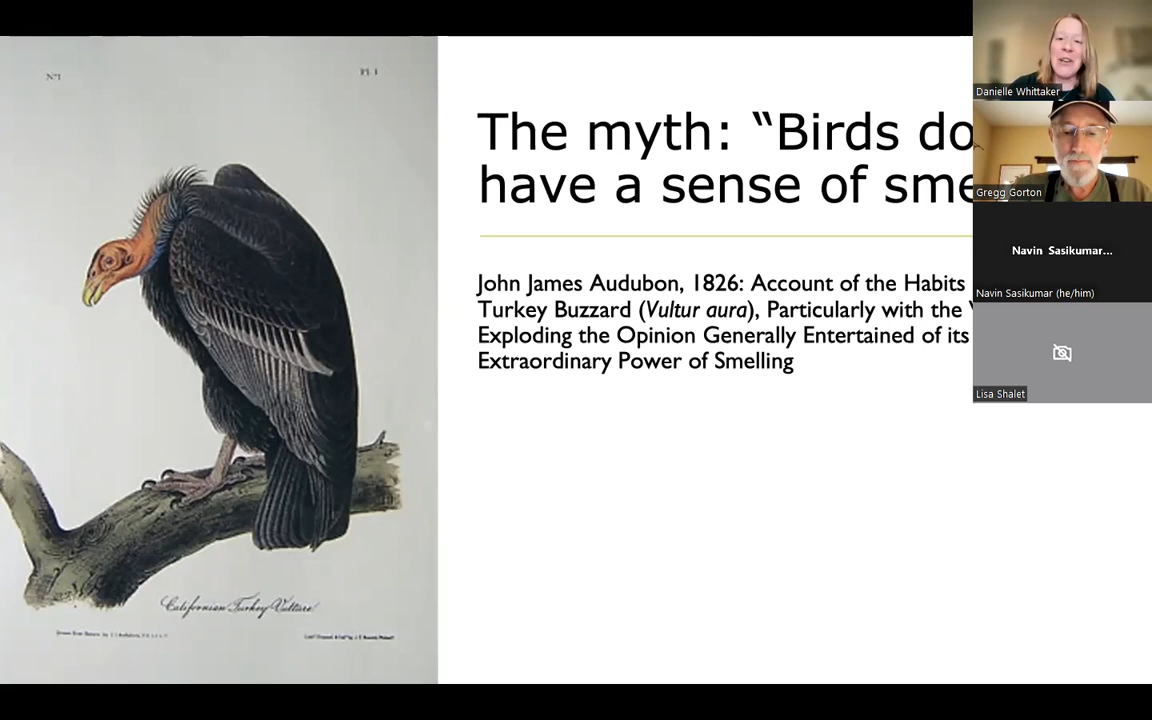 Nº1
Pl. 1
The myth: “Birds do
have a sense of sme
John James Audubon, 1826: Account of the Habits
Turkey Buzzard (Vultur aura), Particularly with the
Exploding the Opinion Generally Entertained of its
Extraordinary Power of Smelling
Californian Turkey Vulture
Danielle Whittaker
Gregg Gorton
Navin Sasikumar...
Navin Sasikumar (he/him)
Lisa Shalet